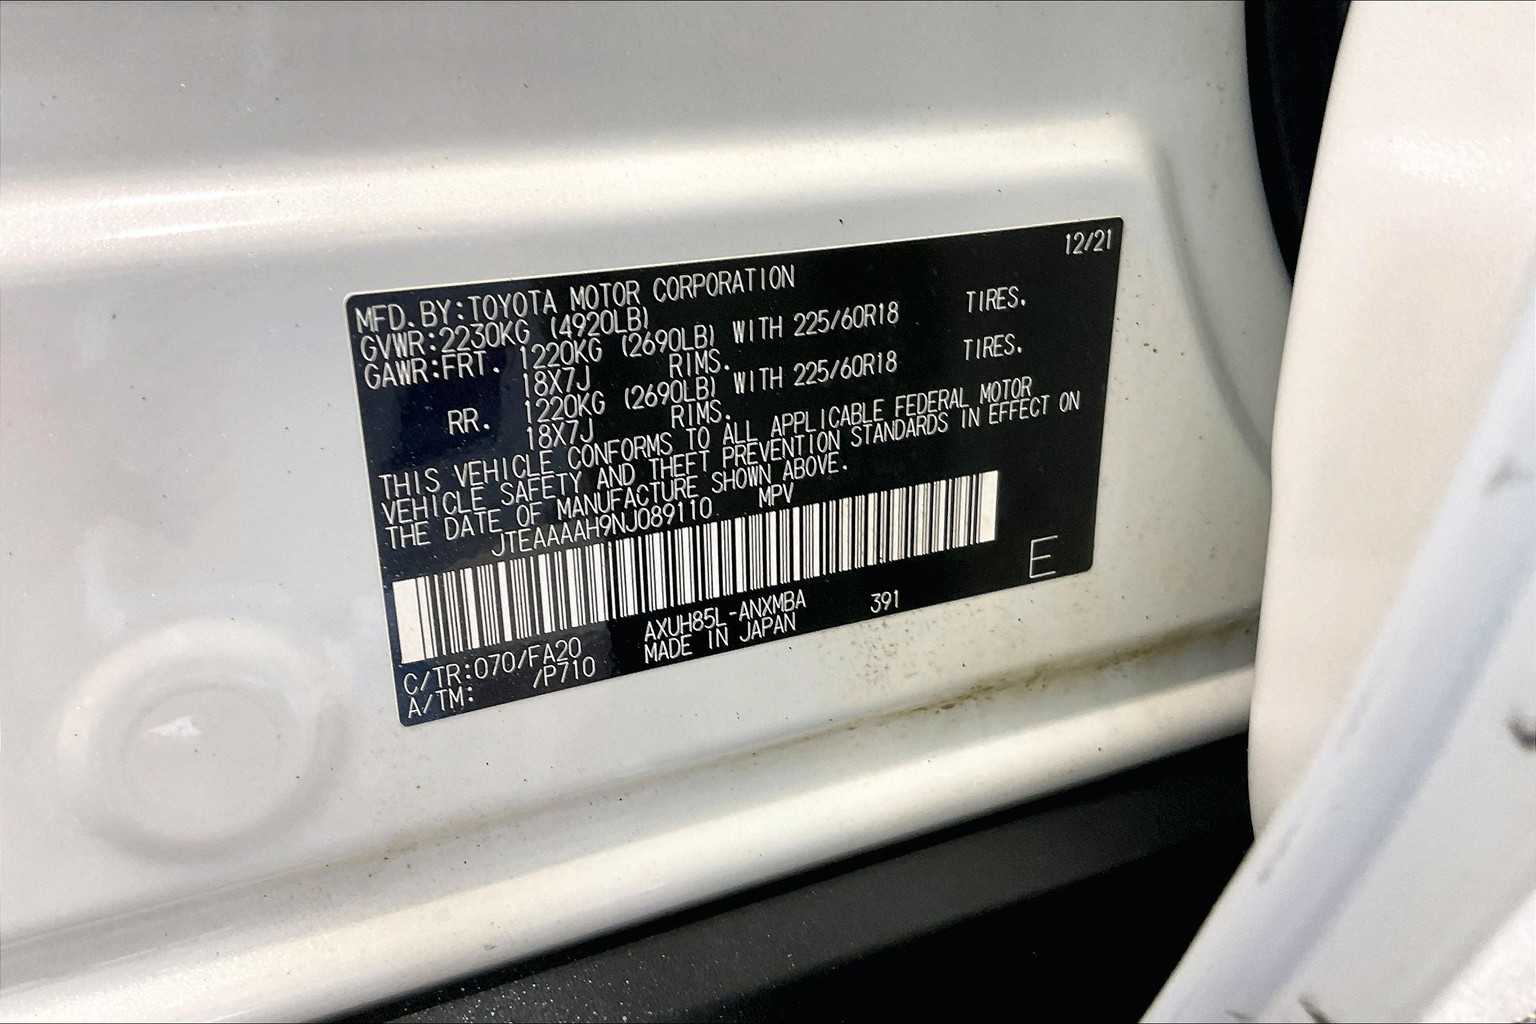 12/21
MFD. BY: TOYOTA MOTOR CORPORATION
GVWR: 2230KG (4920LB)
GAWR: FRT. 1220KG (2690LB) WITH 225/60R18 TIRES.
18X7J RIMS.
RR. 1220KG (2690LB) WITH 225/60R18 TIRES.
18X7J RIMS.
THIS VEHICLE CONFORMS TO ALL APPLICABLE FEDERAL MOTOR
VEHICLE SAFETY AND THEFT PREVENTION STANDARDS IN EFFECT ON
THE DATE OF MANUFACTURE SHOWN ABOVE.
JTEAAAAH9NJ089110 MPV
E
C/TR: 070/FA20 AXUH85L-ANXMBA 391
A/TM: /P710 MADE IN JAPAN